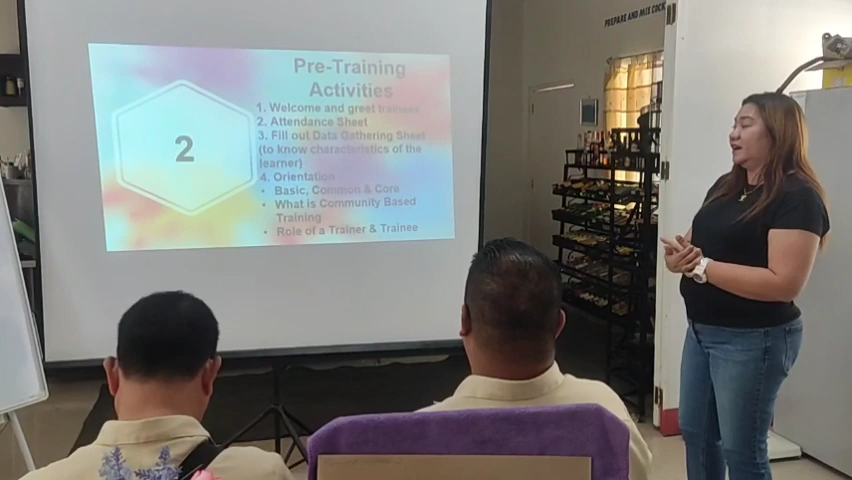 PREPARE AND MIX COCK
Pre-Training
Activities
2
1. Welcome and greet trainees
2. Attendance Sheet
3. Fill out Data Gathering Sheet
(to know characteristics of the
learner)
4. Orientation
• Basic, Common & Core
• What is Community Based
Training
• Role of a Trainer & Trainee